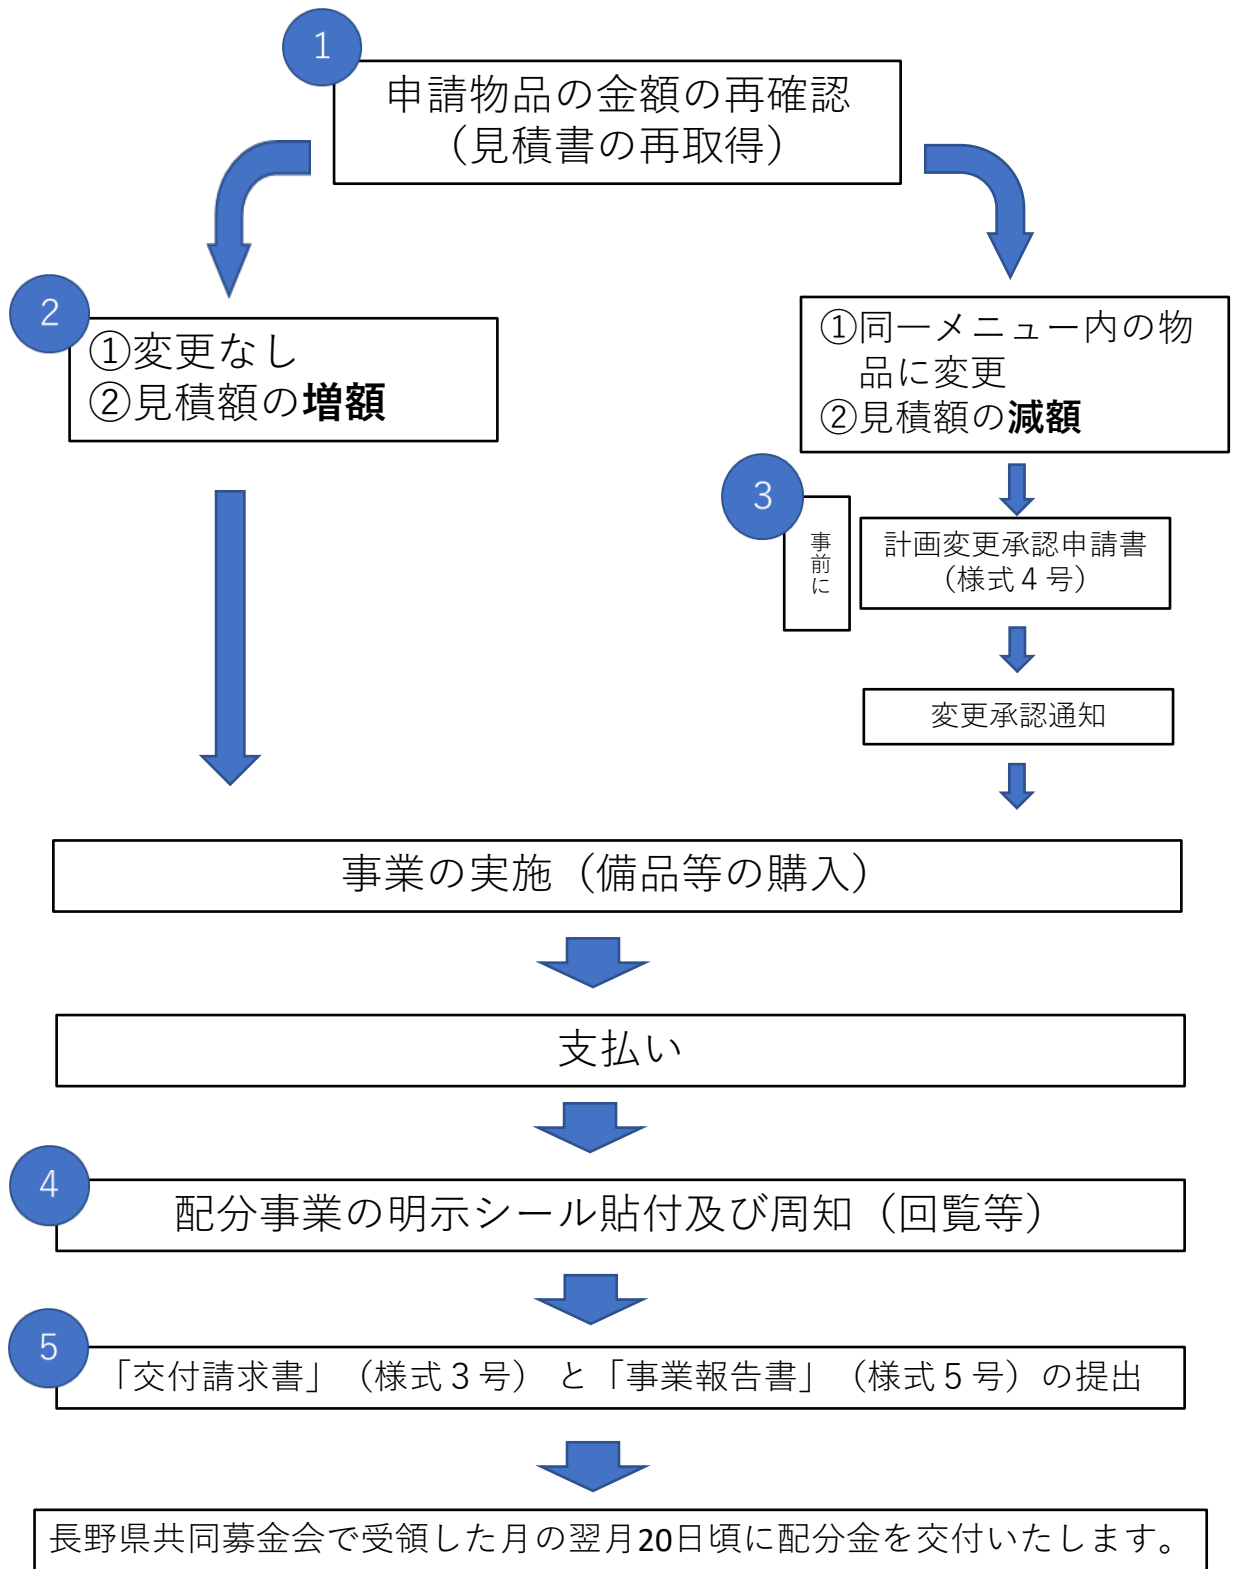 1
申請物品の金額の再確認
（見積書の再取得）
2
①変更なし
②見積額の増額
①同一メニュー内の物
品に変更
②見積額の減額
3
事前に
計画変更承認申請書
（様式４号）
変更承認通知
事業の実施（備品等の購入）
支払い
4
配分事業の明示シール貼付及び周知（回覧等）
5
「交付請求書」（様式３号）と「事業報告書」（様式５号）の提出
長野県共同募金会で受領した月の翌月20日頃に配分金を交付いたします。